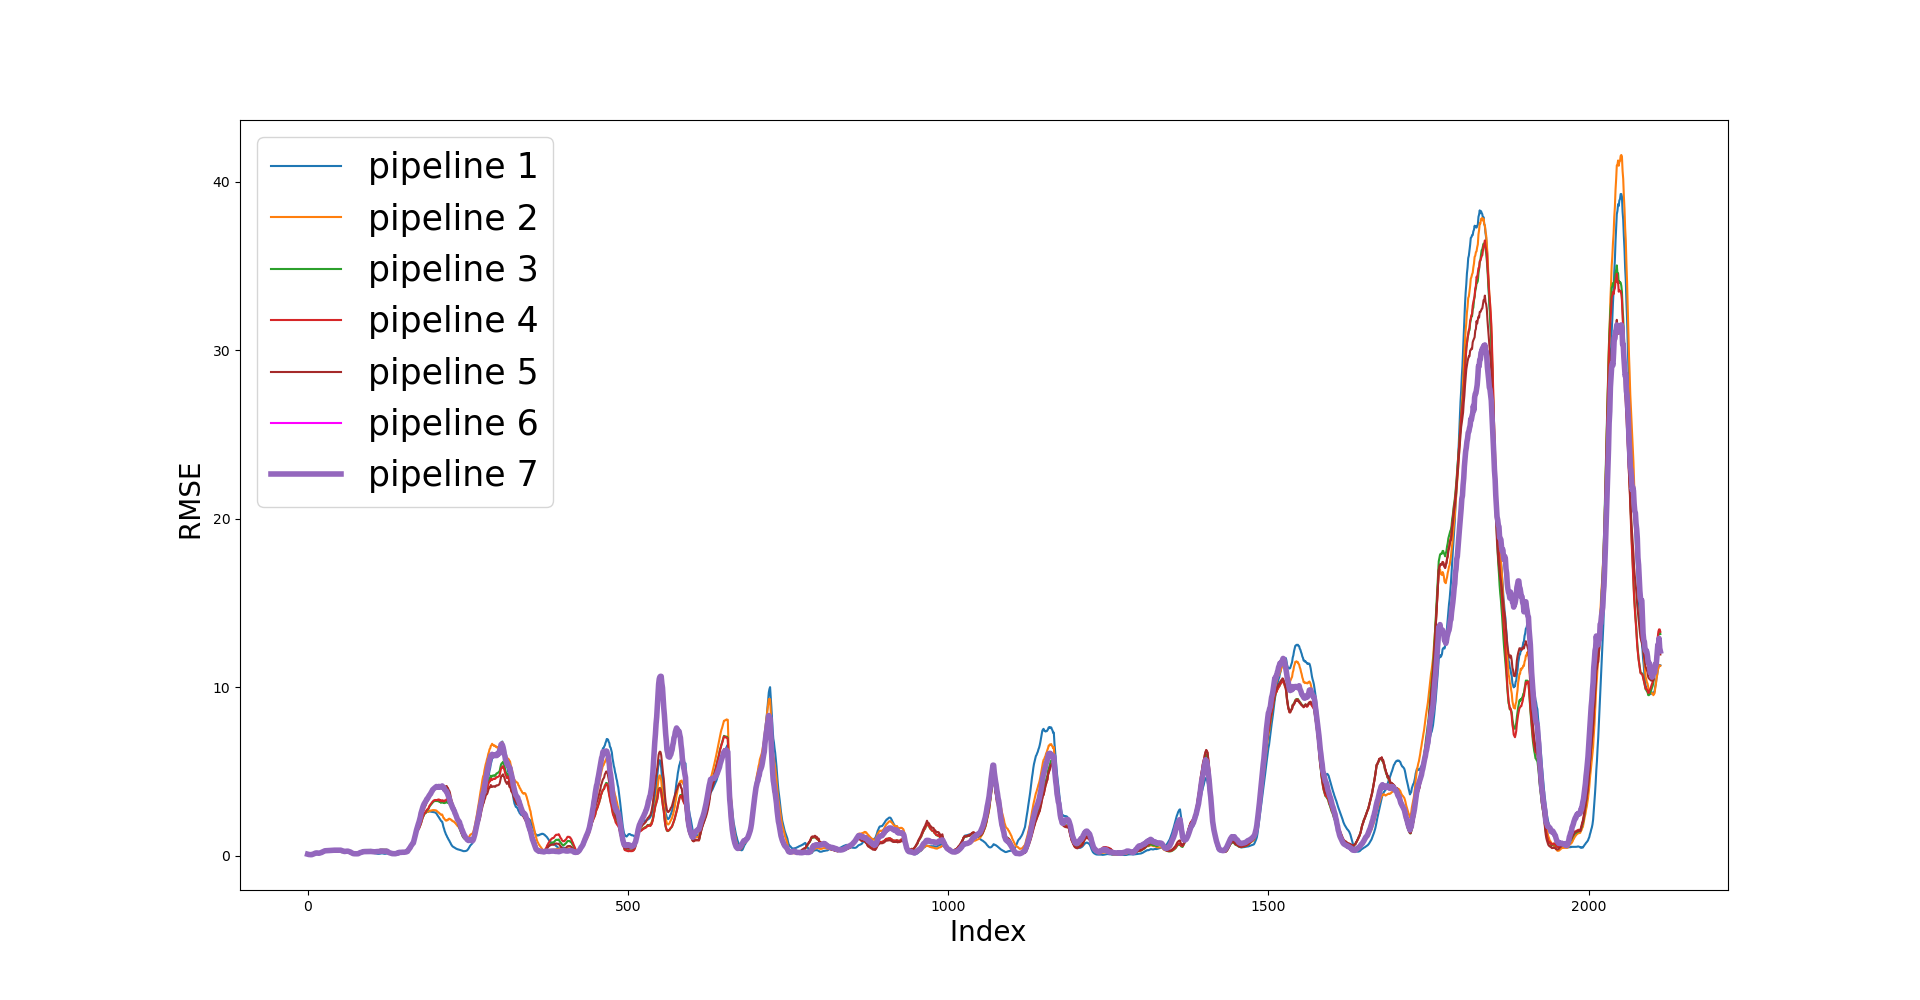 pipeline 1
pipeline 2
pipeline 3
pipeline 4
pipeline 5
pipeline 6
pipeline 7
RMSE
40
30
20
10
0
0 500 1000 1500 2000
Index